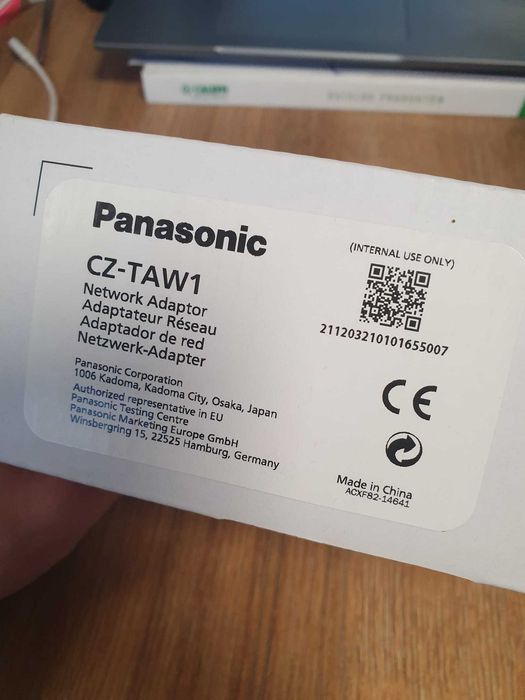 Panasonic
CZ-TAW1
Network Adaptor
Adaptateur Réseau
Adaptador de red
Netzwerk-Adapter
Panasonic Corporation
1006 Kadoma, Kadoma City, Osaka, Japan
Authorized representative in EU
Panasonic Testing Centre
Panasonic Marketing Europe GmbH
Winsbergring 15, 22525 Hamburg, Germany
(INTERNAL USE ONLY)
211203210101655007
CE
Made in China
ACXF82-14641